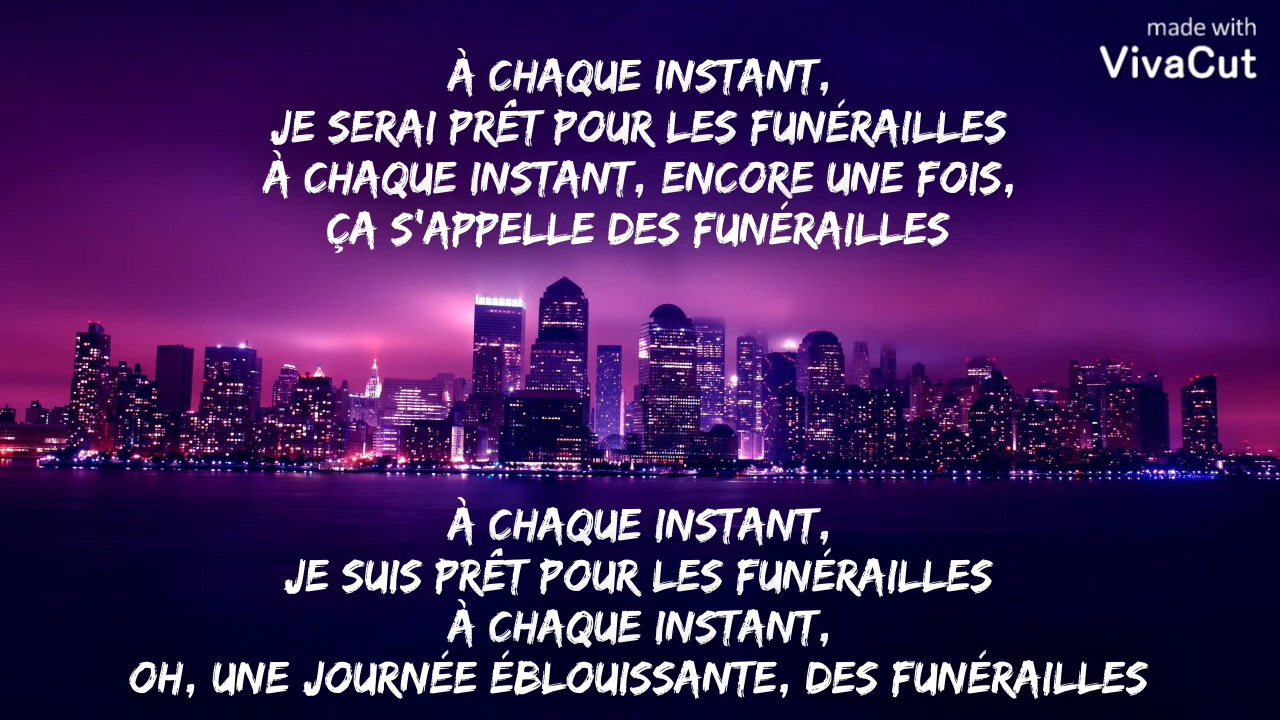 made with
VivaCut
À CHAQUE INSTANT,
JE SERAI PRÊT POUR LES FUNÉRAILLES
À CHAQUE INSTANT, ENCORE UNE FOIS,
ÇA S'APPELLE DES FUNÉRAILLES
À CHAQUE INSTANT,
JE SUIS PRÊT POUR LES FUNÉRAILLES
À CHAQUE INSTANT,
OH, UNE JOURNÉE ÉBLOUISSANTE, DES FUNÉRAILLES